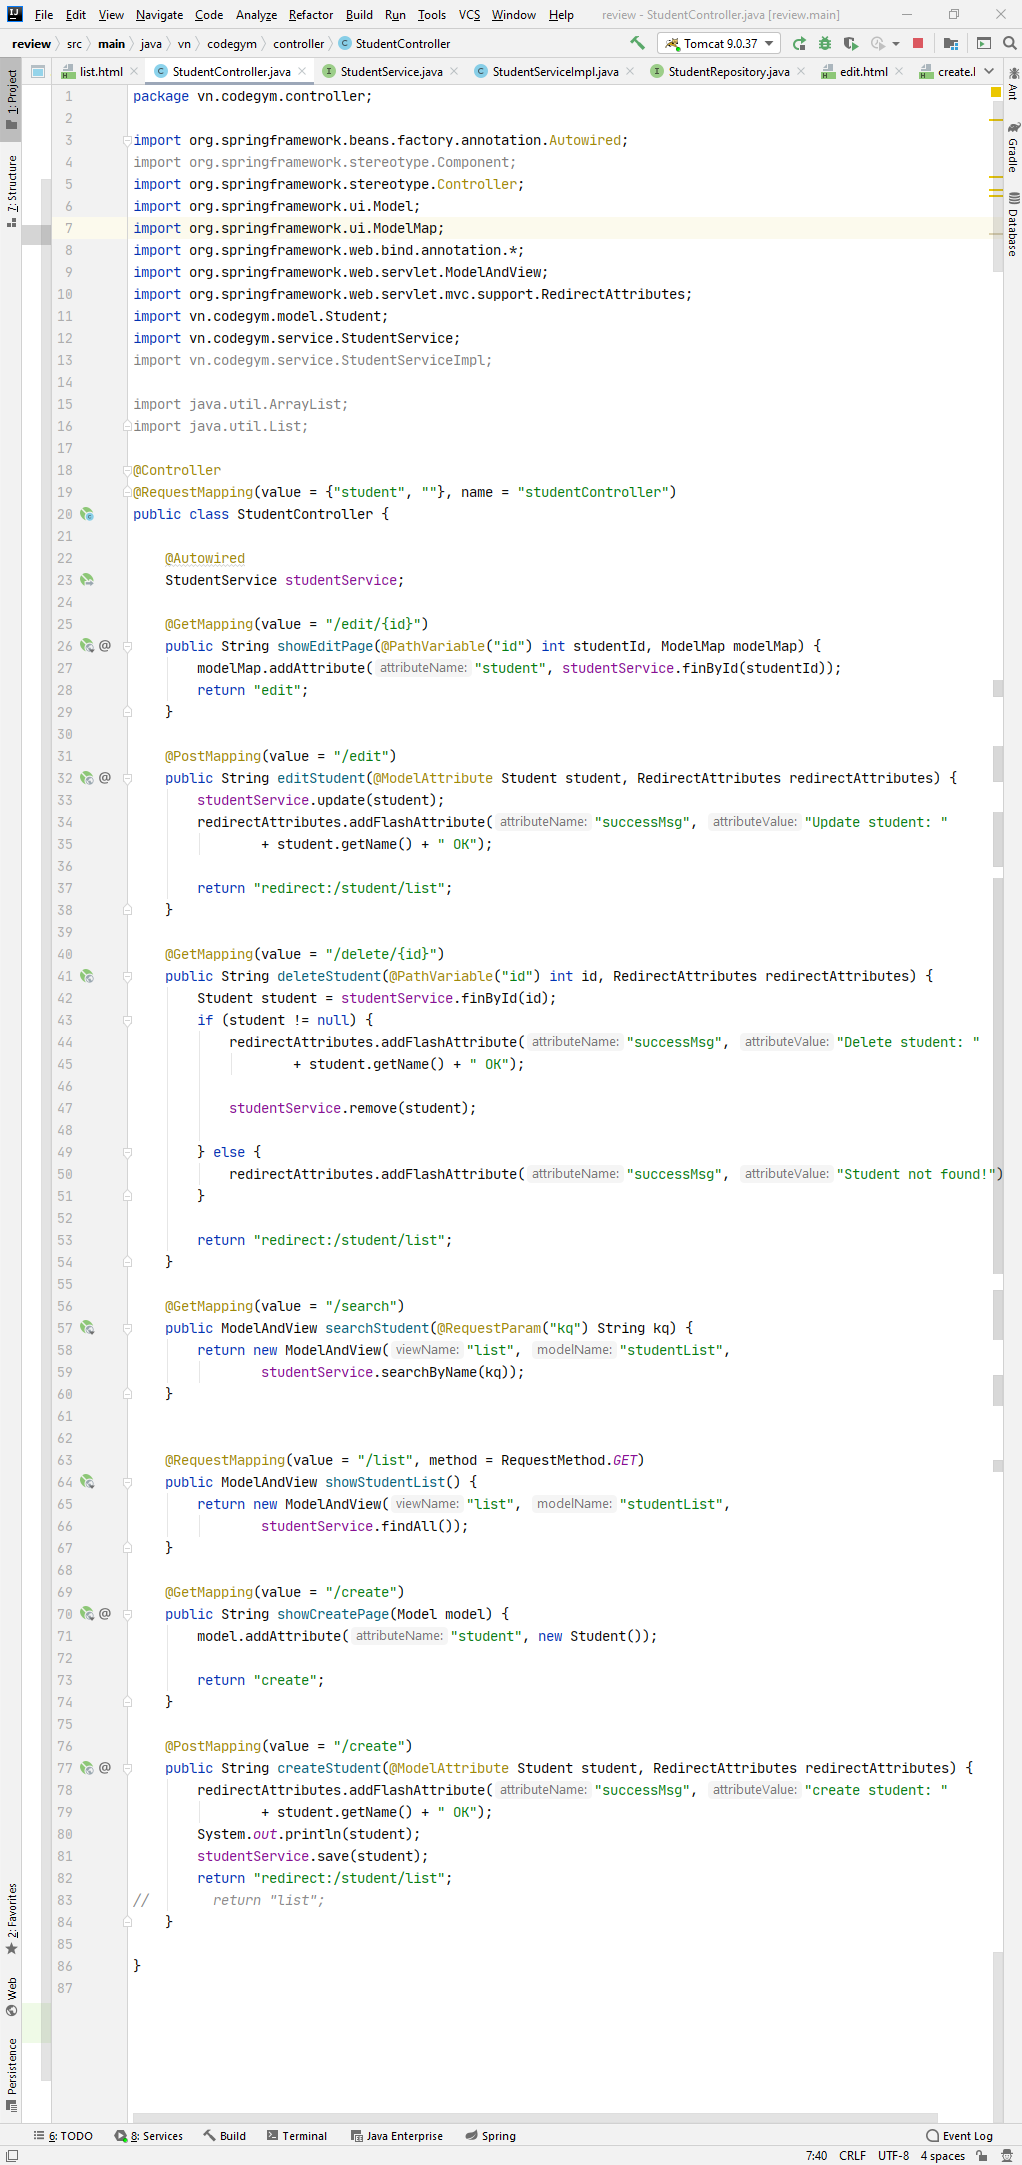 File Edit View Navigate Code Analyze Refactor Build Run Tools VCS Window Help review - StudentController.java [review.main]
review src main java vn codegym controller StudentController Tomcat 9.0.37
list.html StudentController.java StudentService.java StudentServiceImpl.java StudentRepository.java edit.html create.l
1: Project
7: Structure
2: Favorites
Web
Persistence
Ant
Gradle
Database
1 package vn.codegym.controller;
2
3 import org.springframework.beans.factory.annotation.Autowired;
4 import org.springframework.stereotype.Component;
5 import org.springframework.stereotype.Controller;
6 import org.springframework.ui.Model;
7 import org.springframework.ui.ModelMap;
8 import org.springframework.web.bind.annotation.*;
9 import org.springframework.web.servlet.ModelAndView;
10 import org.springframework.web.servlet.mvc.support.RedirectAttributes;
11 import vn.codegym.model.Student;
12 import vn.codegym.service.StudentService;
13 import vn.codegym.service.StudentServiceImpl;
14
15 import java.util.ArrayList;
16 import java.util.List;
17
18 @Controller
19 @RequestMapping(value = {"student", ""}, name = "studentController")
20 public class StudentController {
21
22 @Autowired
23 StudentService studentService;
24
25 @GetMapping(value = "/edit/{id}")
26 @ public String showEditPage(@PathVariable("id") int studentId, ModelMap modelMap) {
27 modelMap.addAttribute( attributeName: "student", studentService.finById(studentId));
28 return "edit";
29 }
30
31 @PostMapping(value = "/edit")
32 @ public String editStudent(@ModelAttribute Student student, RedirectAttributes redirectAttributes) {
33 studentService.update(student);
34 redirectAttributes.addFlashAttribute( attributeName: "successMsg", attributeValue: "Update student: "
35 + student.getName() + " OK");
36
37 return "redirect:/student/list";
38 }
39
40 @GetMapping(value = "/delete/{id}")
41 public String deleteStudent(@PathVariable("id") int id, RedirectAttributes redirectAttributes) {
42 Student student = studentService.finById(id);
43 if (student != null) {
44 redirectAttributes.addFlashAttribute( attributeName: "successMsg", attributeValue: "Delete student: "
45 + student.getName() + " OK");
46
47 studentService.remove(student);
48
49 } else {
50 redirectAttributes.addFlashAttribute( attributeName: "successMsg", attributeValue: "Student not found!")
51 }
52
53 return "redirect:/student/list";
54 }
55
56 @GetMapping(value = "/search")
57 public ModelAndView searchStudent(@RequestParam("kq") String kq) {
58 return new ModelAndView( viewName: "list", modelName: "studentList",
59 studentService.searchByName(kq));
60 }
61
62
63 @RequestMapping(value = "/list", method = RequestMethod.GET)
64 public ModelAndView showStudentList() {
65 return new ModelAndView( viewName: "list", modelName: "studentList",
66 studentService.findAll());
67 }
68
69 @GetMapping(value = "/create")
70 @ public String showCreatePage(Model model) {
71 model.addAttribute( attributeName: "student", new Student());
72
73 return "create";
74 }
75
76 @PostMapping(value = "/create")
77 @ public String createStudent(@ModelAttribute Student student, RedirectAttributes redirectAttributes) {
78 redirectAttributes.addFlashAttribute( attributeName: "successMsg", attributeValue: "create student: "
79 + student.getName() + " OK");
80 System.out.println(student);
81 studentService.save(student);
82 return "redirect:/student/list";
83 // return "list";
84 }
85
86 }
87
6: TODO 8: Services Build Terminal Java Enterprise Spring Event Log
7:40 CRLF UTF-8 4 spaces